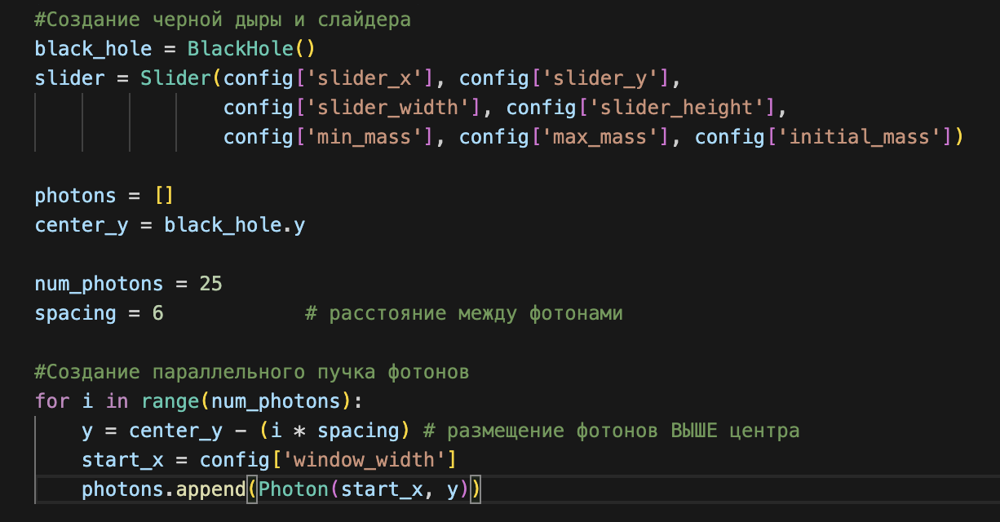 #Создание черной дыры и слайдера
black_hole = BlackHole()
slider = Slider(config['slider_x'], config['slider_y'],
                config['slider_width'], config['slider_height'],
                config['min_mass'], config['max_mass'], config['initial_mass'])
photons = []
center_y = black_hole.y
num_photons = 25
spacing = 6            # расстояние между фотонами
#Создание параллельного пучка фотонов
for i in range(num_photons):
    y = center_y - (i * spacing) # размещение фотонов ВЫШЕ центра
    start_x = config['window_width']
    photons.append(Photon(start_x, y))